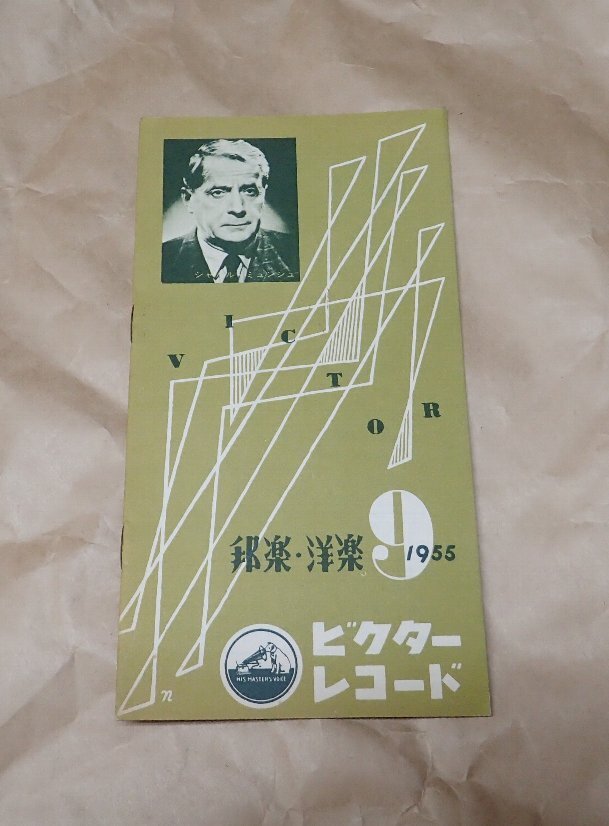 シャルル・ミュンシュ
VICTOR
邦楽・洋楽
9
1955
HIS MASTER'S VOICE
ビクター
レコード
n